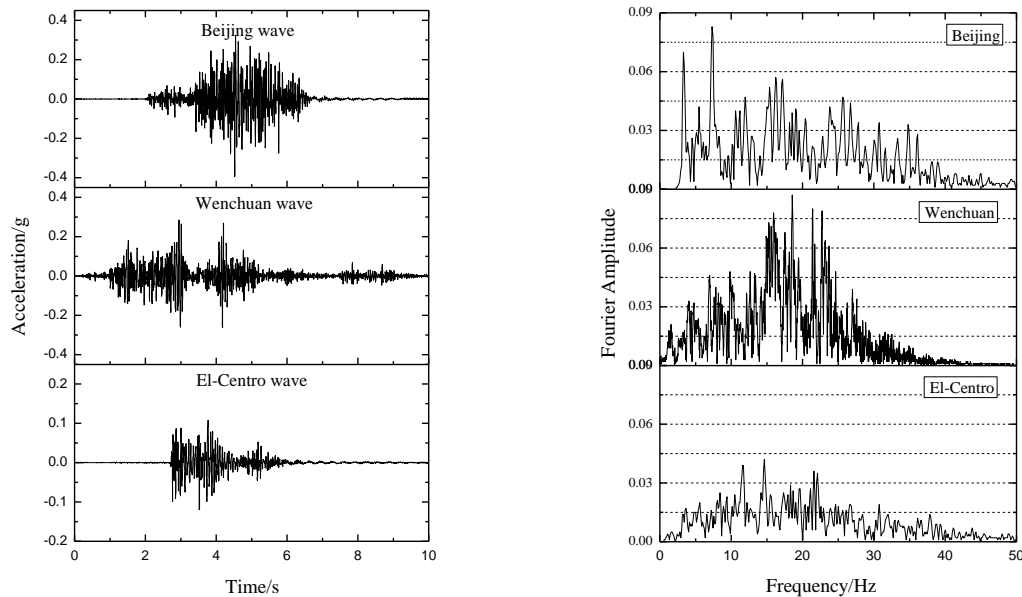 0.4
Beijing wave
0.2
0.0
-0.2
-0.4
0.4
Wenchuan wave
0.2
0.0
-0.2
-0.4
El-Centro wave
0.2
0.1
0.0
-0.1
-0.2
0 2 4 6 8 10
Acceleration/g
Time/s
0.09
Beijing
0.06
0.03
0.00
0.09
Wenchuan
0.06
0.03
0.00
0.09
El-Centro
0.06
0.03
0.00
0 10 20 30 40 50
Fourier Amplitude
Frequency/Hz